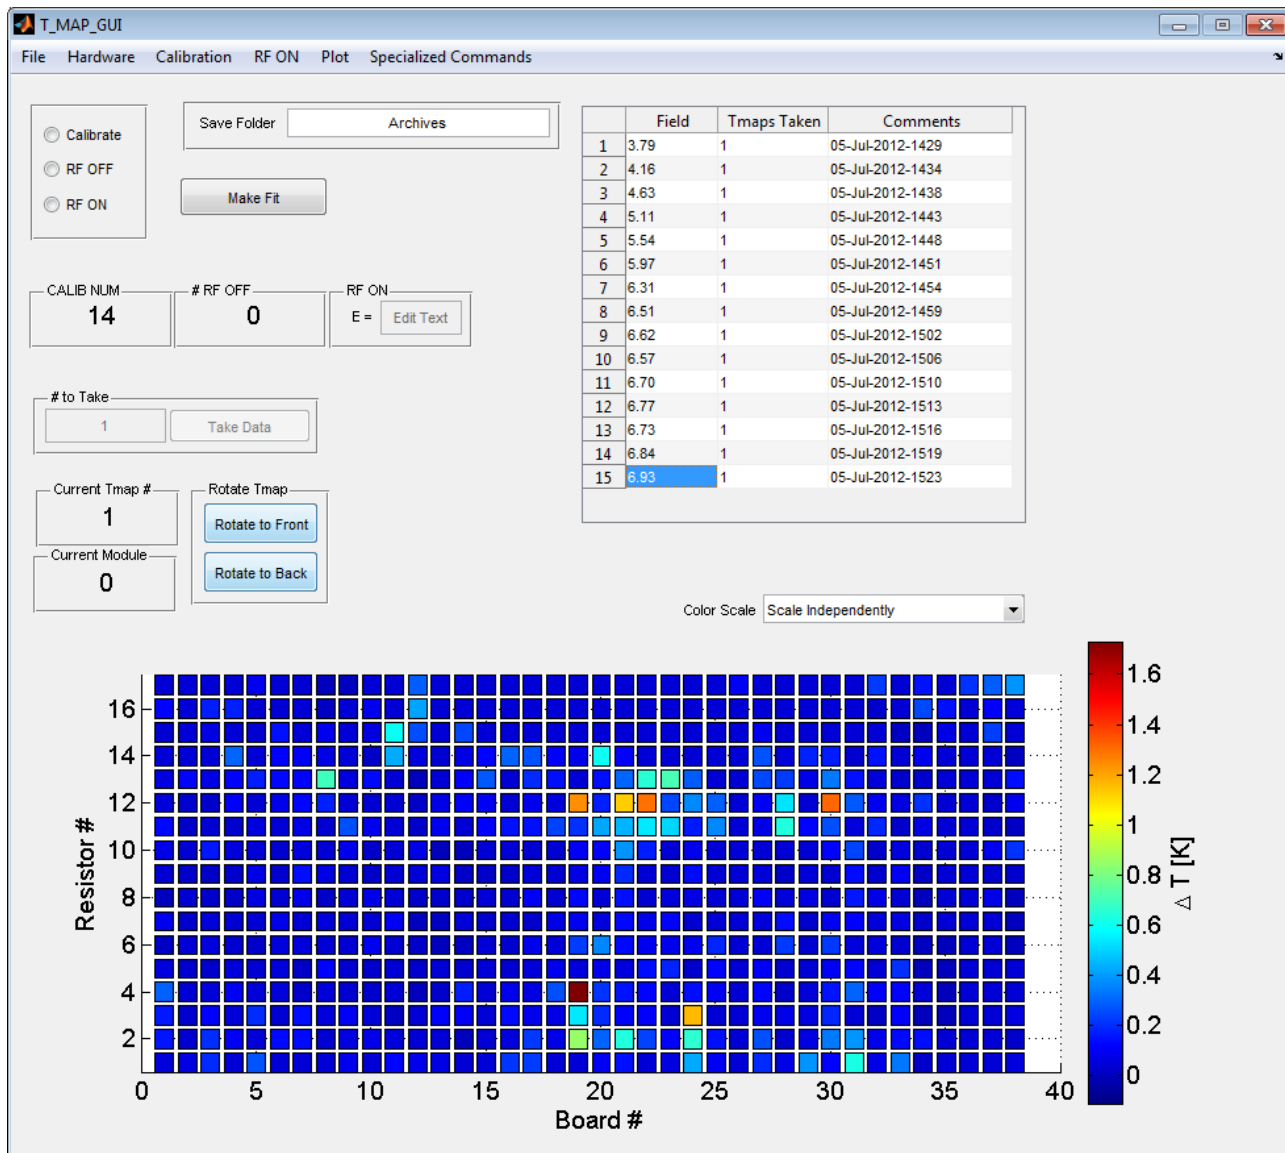 T_MAP_GUI
File Hardware Calibration RF ON Plot Specialized Commands
Calibrate
RF OFF
RF ON
Save Folder Archives
Make Fit
CALIB NUM
14
# RF OFF
0
RF ON
E = Edit Text
# to Take
1 Take Data
Current Tmap #
1
Current Module
0
Rotate Tmap
Rotate to Front
Rotate to Back
Field Tmaps Taken Comments
1 3.79 1 05-Jul-2012-1429
2 4.16 1 05-Jul-2012-1434
3 4.63 1 05-Jul-2012-1438
4 5.11 1 05-Jul-2012-1443
5 5.54 1 05-Jul-2012-1448
6 5.97 1 05-Jul-2012-1451
7 6.31 1 05-Jul-2012-1454
8 6.51 1 05-Jul-2012-1459
9 6.62 1 05-Jul-2012-1502
10 6.57 1 05-Jul-2012-1506
11 6.70 1 05-Jul-2012-1510
12 6.77 1 05-Jul-2012-1513
13 6.73 1 05-Jul-2012-1516
14 6.84 1 05-Jul-2012-1519
15 6.93 1 05-Jul-2012-1523
Color Scale Scale Independently
Resistor #
16
14
12
10
8
6
4
2
0 5 10 15 20 25 30 35 40
Board #
1.6
1.4
1.2
1
0.8
0.6
0.4
0.2
0
Δ T [K]